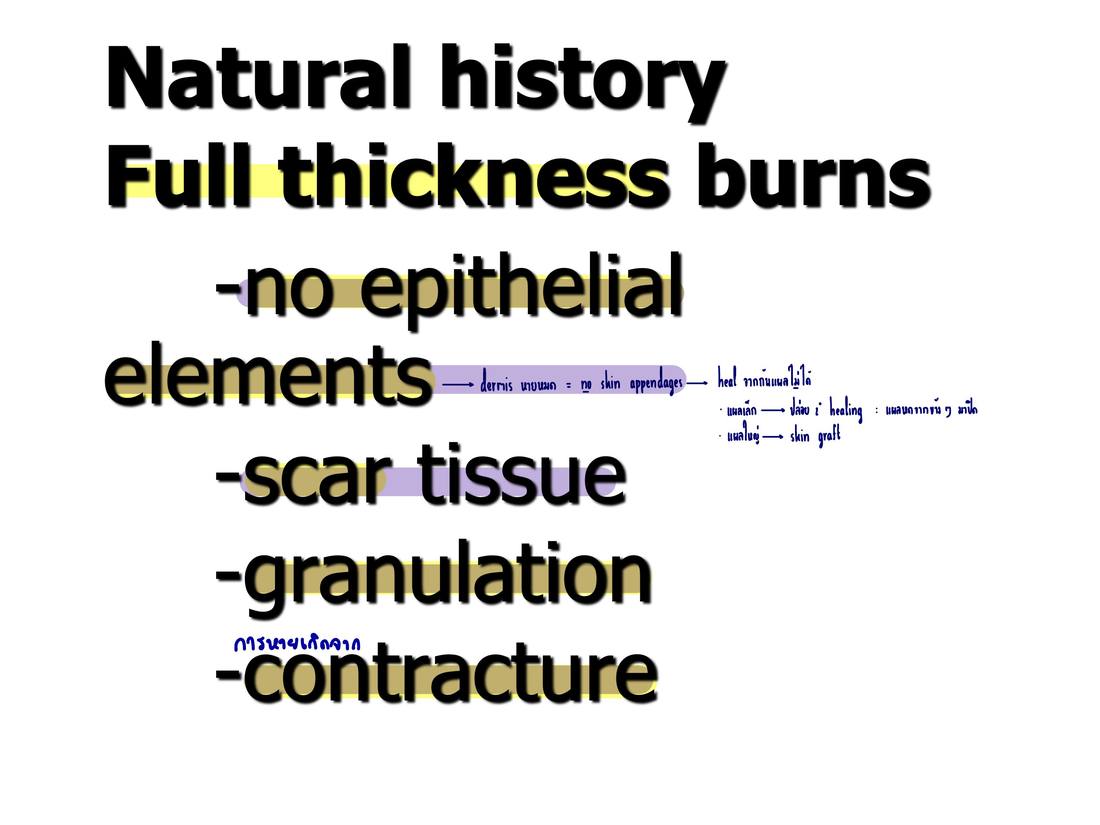 Natural history
Full thickness burns
-no epithelial
elements → dermis หายหมด = no skin appendages → heal จากก้นแผลไม่ได้
· แผลเล็ก → ปล่อย 2° healing : แผลหดจากข้าง ๆ มาปิด
· แผลใหญ่ → skin graft
-scar tissue
-granulation
การหายเกิดจาก
-contracture